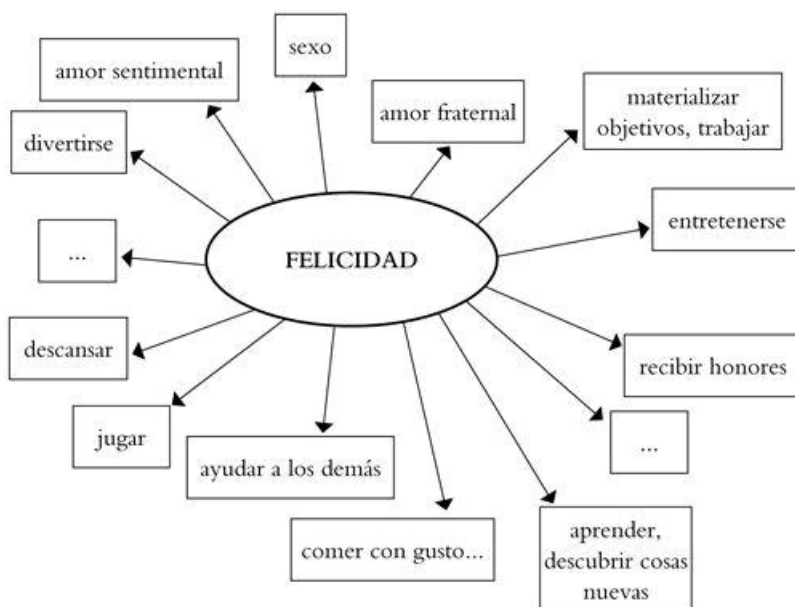 sexo
amor sentimental
amor fraternal
materializar
objetivos, trabajar
divertirse
entretenerse
...
FELICIDAD
descansar
recibir honores
jugar
ayudar a los demás
...
comer con gusto...
aprender,
descubrir cosas
nuevas